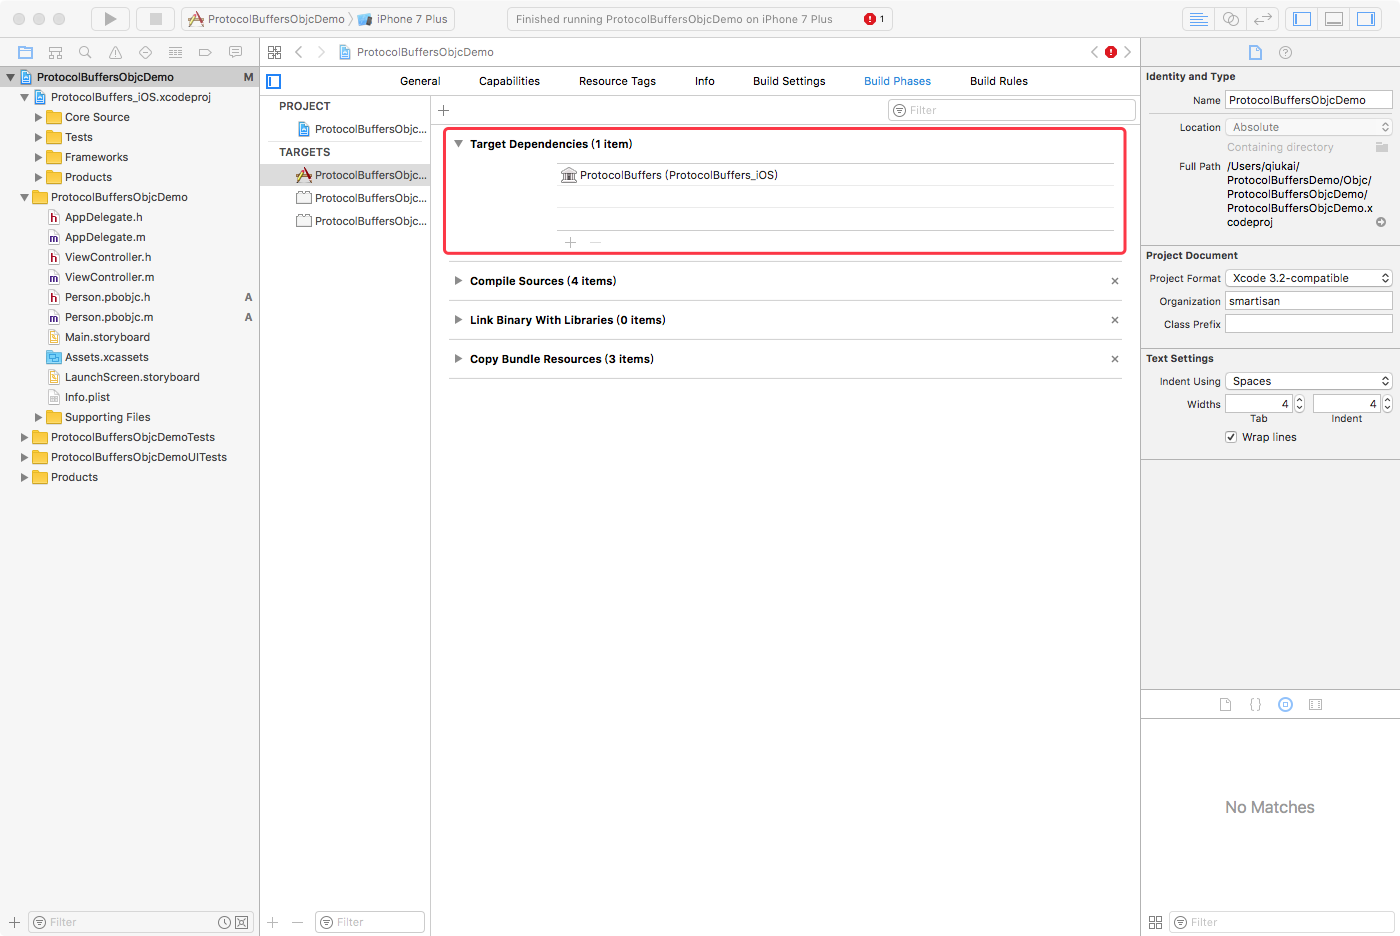 ProtocolBuffersObjcDemo
iPhone 7 Plus
Finished running ProtocolBuffersObjcDemo on iPhone 7 Plus
1
ProtocolBuffersObjcDemo M
ProtocolBuffers_iOS.xcodeproj
Core Source
Tests
Frameworks
Products
ProtocolBuffersObjcDemo
h AppDelegate.h
m AppDelegate.m
h ViewController.h
m ViewController.m
h Person.pbobjc.h A
m Person.pbobjc.m A
Main.storyboard
Assets.xcassets
LaunchScreen.storyboard
Info.plist
Supporting Files
ProtocolBuffersObjcDemoTests
ProtocolBuffersObjcDemoUITests
Products
Filter
ProtocolBuffersObjcDemo
General Capabilities Resource Tags Info Build Settings Build Phases Build Rules
PROJECT
ProtocolBuffersObjc...
TARGETS
ProtocolBuffersObjc...
ProtocolBuffersObjc...
ProtocolBuffersObjc...
Filter
Filter
Target Dependencies (1 item)
ProtocolBuffers (ProtocolBuffers_iOS)
Compile Sources (4 items)
Link Binary With Libraries (0 items)
Copy Bundle Resources (3 items)
Identity and Type
Name ProtocolBuffersObjcDemo
Location Absolute
Containing directory
Full Path /Users/qiukai/
ProtocolBuffersDemo/Objc/
ProtocolBuffersObjcDemo/
ProtocolBuffersObjcDemo.x
codeproj
Project Document
Project Format Xcode 3.2-compatible
Organization smartisan
Class Prefix
Text Settings
Indent Using Spaces
Widths 4 4
Tab Indent
Wrap lines
No Matches
Filter